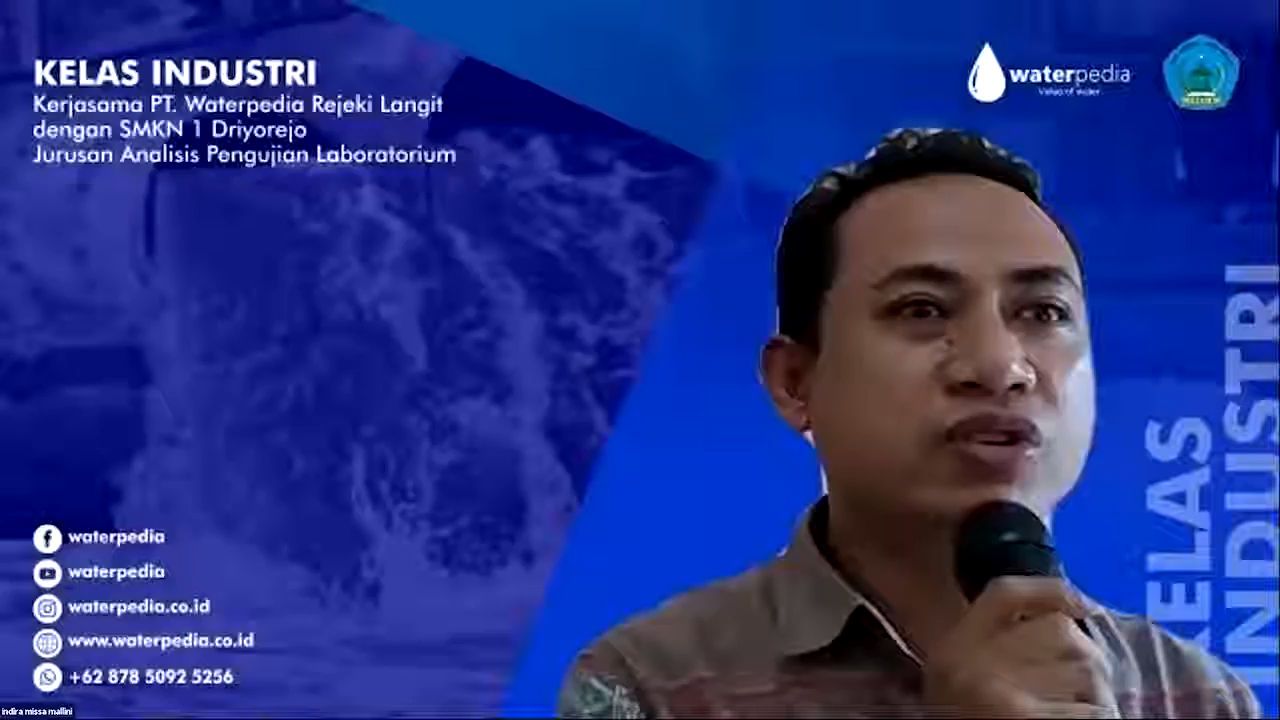 KELAS INDUSTRI
Kerjasama PT. Waterpedia Rejeki Langit
dengan SMKN 1 Driyorejo
Jurusan Analisis Pengujian Laboratorium
waterpedia
Value of water
KELAS
INDUSTRI
waterpedia
waterpedia
waterpedia.co.id
www.waterpedia.co.id
+62 878 5092 5256
indira missa mallini